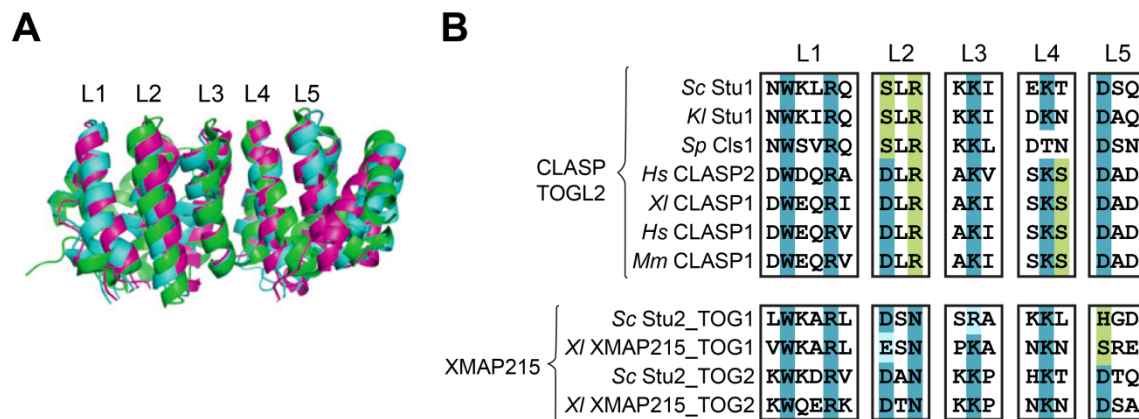 A
B
L1 L2 L3 L4 L5
L1 L2 L3 L4 L5
CLASP
TOGL2
Sc Stu1 NWKLRQ SLR KKI EKT DSQ
Kl Stu1 NWKIRQ SLR KKI DKN DAQ
Sp Cls1 NWSVRQ SLR KKL DTN DSN
Hs CLASP2 DWDQRA DLR AKV SKS DAD
Xl CLASP1 DWEQRI DLR AKI SKS DAD
Hs CLASP1 DWEQRV DLR AKI SKS DAD
Mm CLASP1 DWEQRV DLR AKI SKS DAD
XMAP215
Sc Stu2_TOG1 LWKARL DSN SRA KKL HGD
Xl XMAP215_TOG1 VWKARL ESN PKA NKN SRE
Sc Stu2_TOG2 KWKDRV DAN KKP HKT DTQ
Xl XMAP215_TOG2 KWQERK DTN KKP NKN DSA